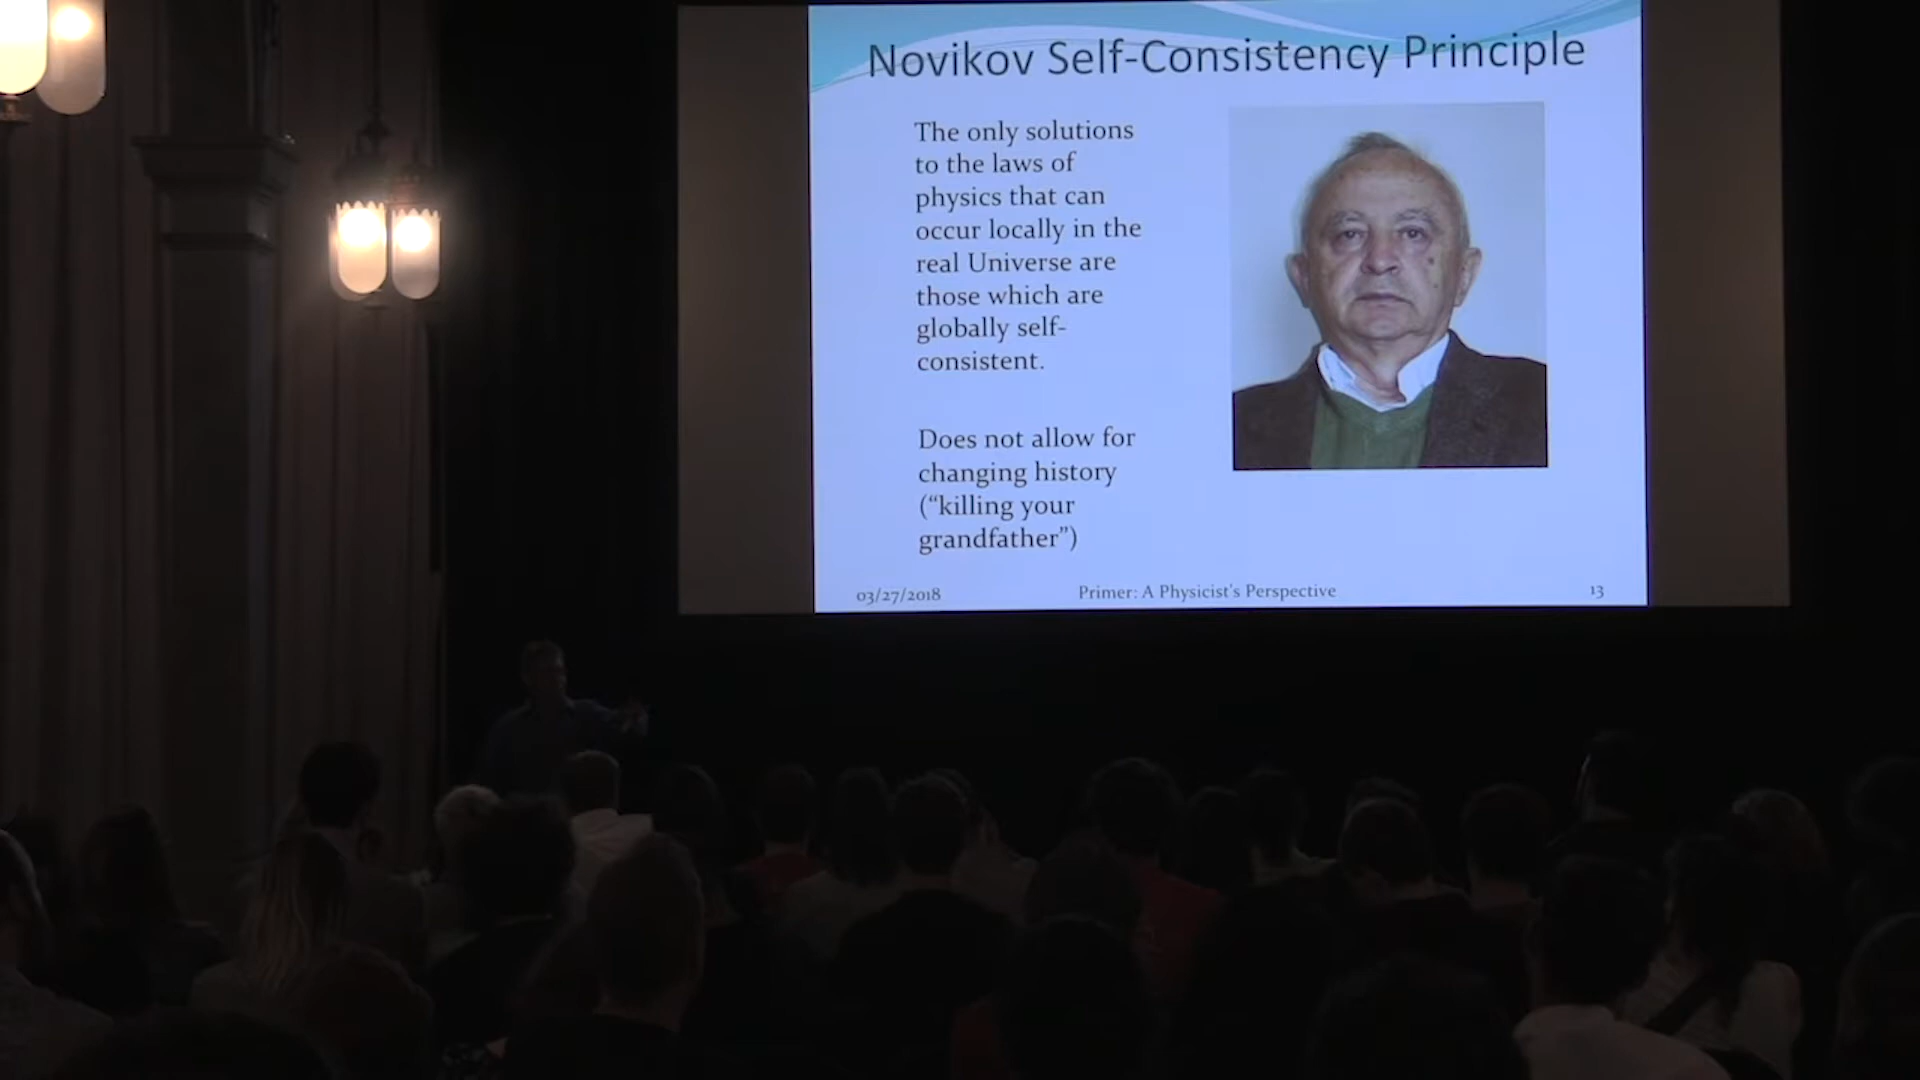 Novikov Self-Consistency Principle
The only solutions
to the laws of
physics that can
occur locally in the
real Universe are
those which are
globally self-
consistent.
Does not allow for
changing history
(“killing your
grandfather”)
03/27/2018
Primer: A Physicist's Perspective
13